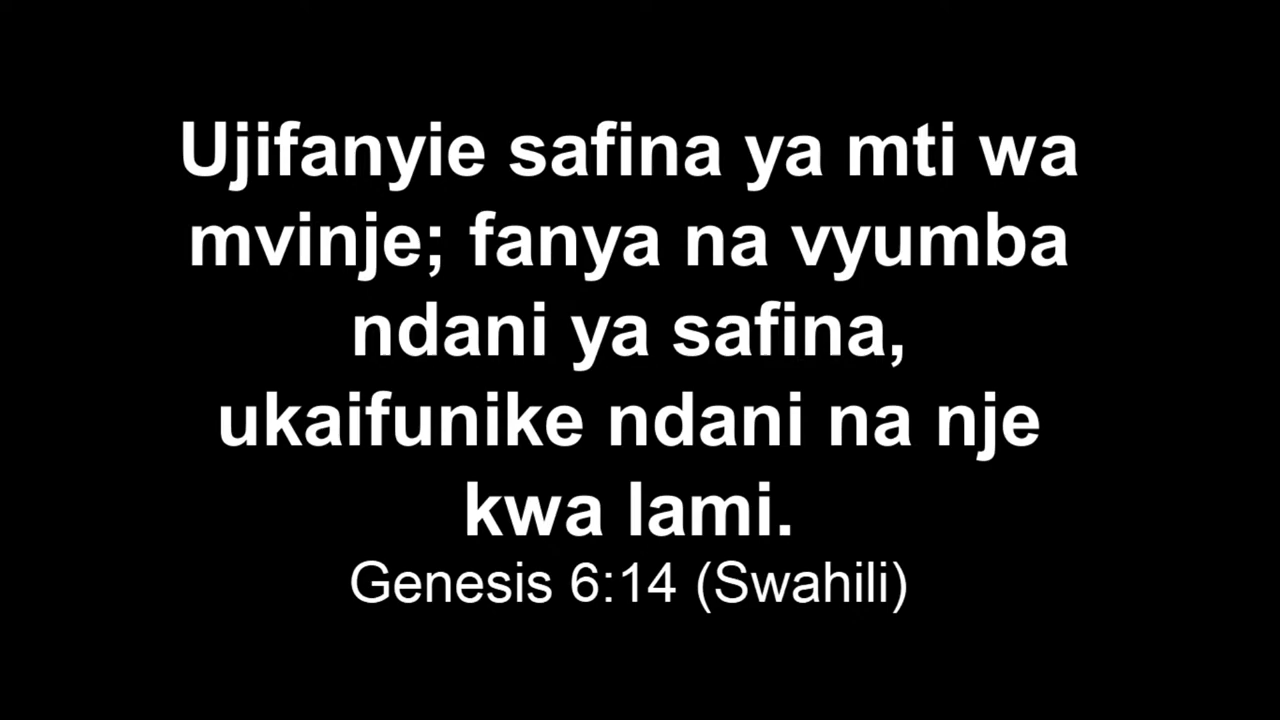 Ujifanyie safina ya mti wa
mvinje; fanya na vyumba
ndani ya safina,
ukaifunike ndani na nje
kwa lami.
Genesis 6:14 (Swahili)